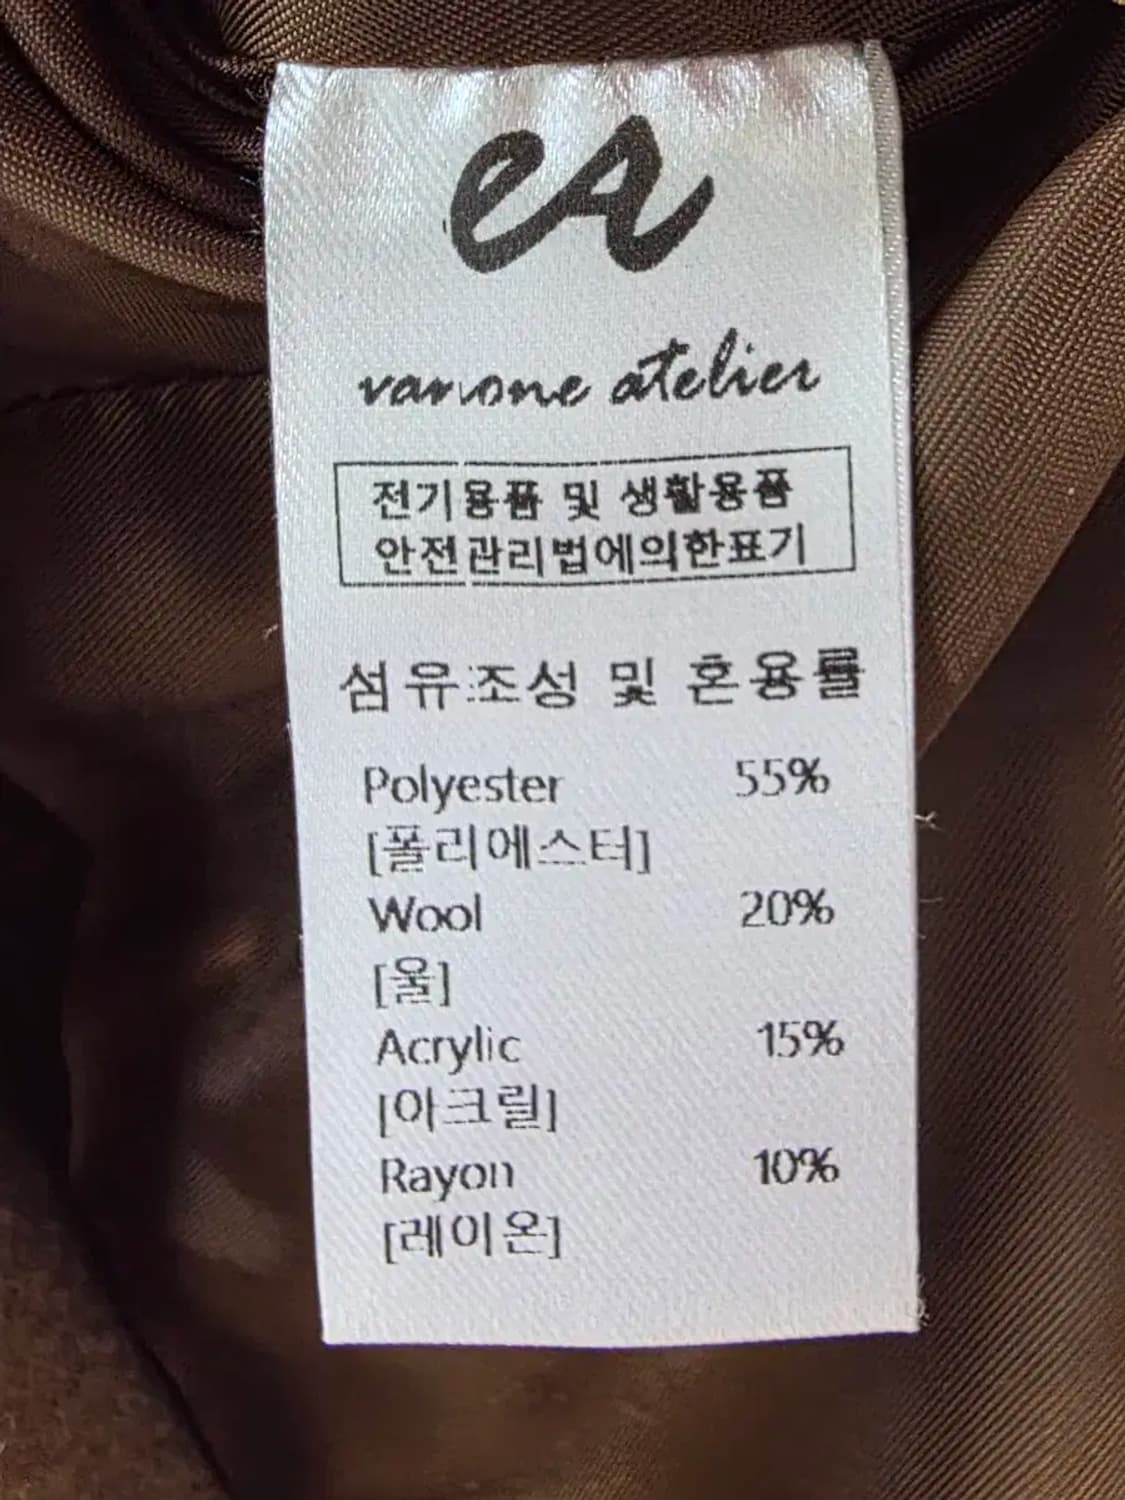 ea
vanone atelier
전기용품 및 생활용품
안전관리법에의한표기
섬유조성 및 혼용률
Polyester 55%
[폴리에스터]
Wool 20%
[울]
Acrylic 15%
[아크릴]
Rayon 10%
[레이온]